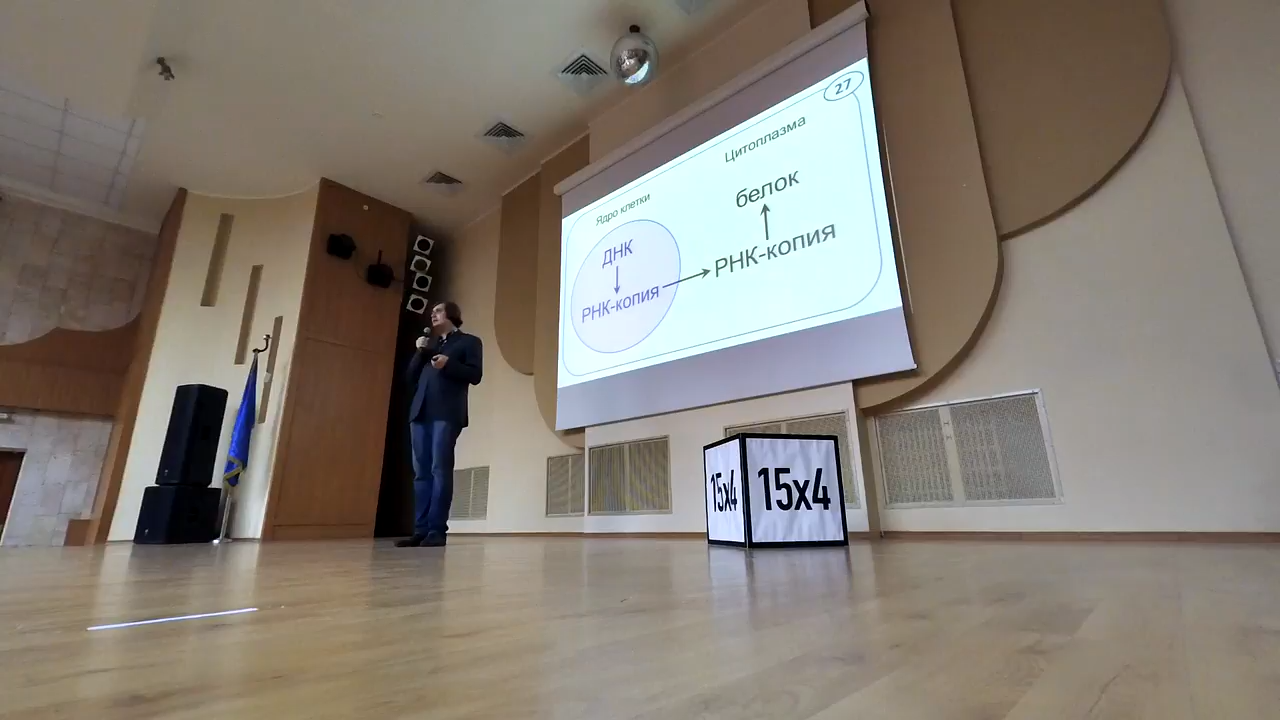 27
Ядро клетки
Цитоплазма
ДНК
белок
РНК-копия
РНК-копия
15x4
15x4